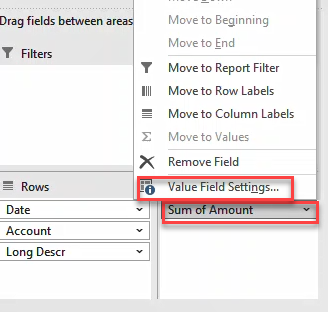 Move Down
Drag fields between areas
Move to Beginning
Move to End
Filters
Move to Report Filter
Move to Row Labels
Move to Column Labels
Move to Values
Remove Field
Rows
Value Field Settings...
Date
Sum of Amount
Account
Long Descr